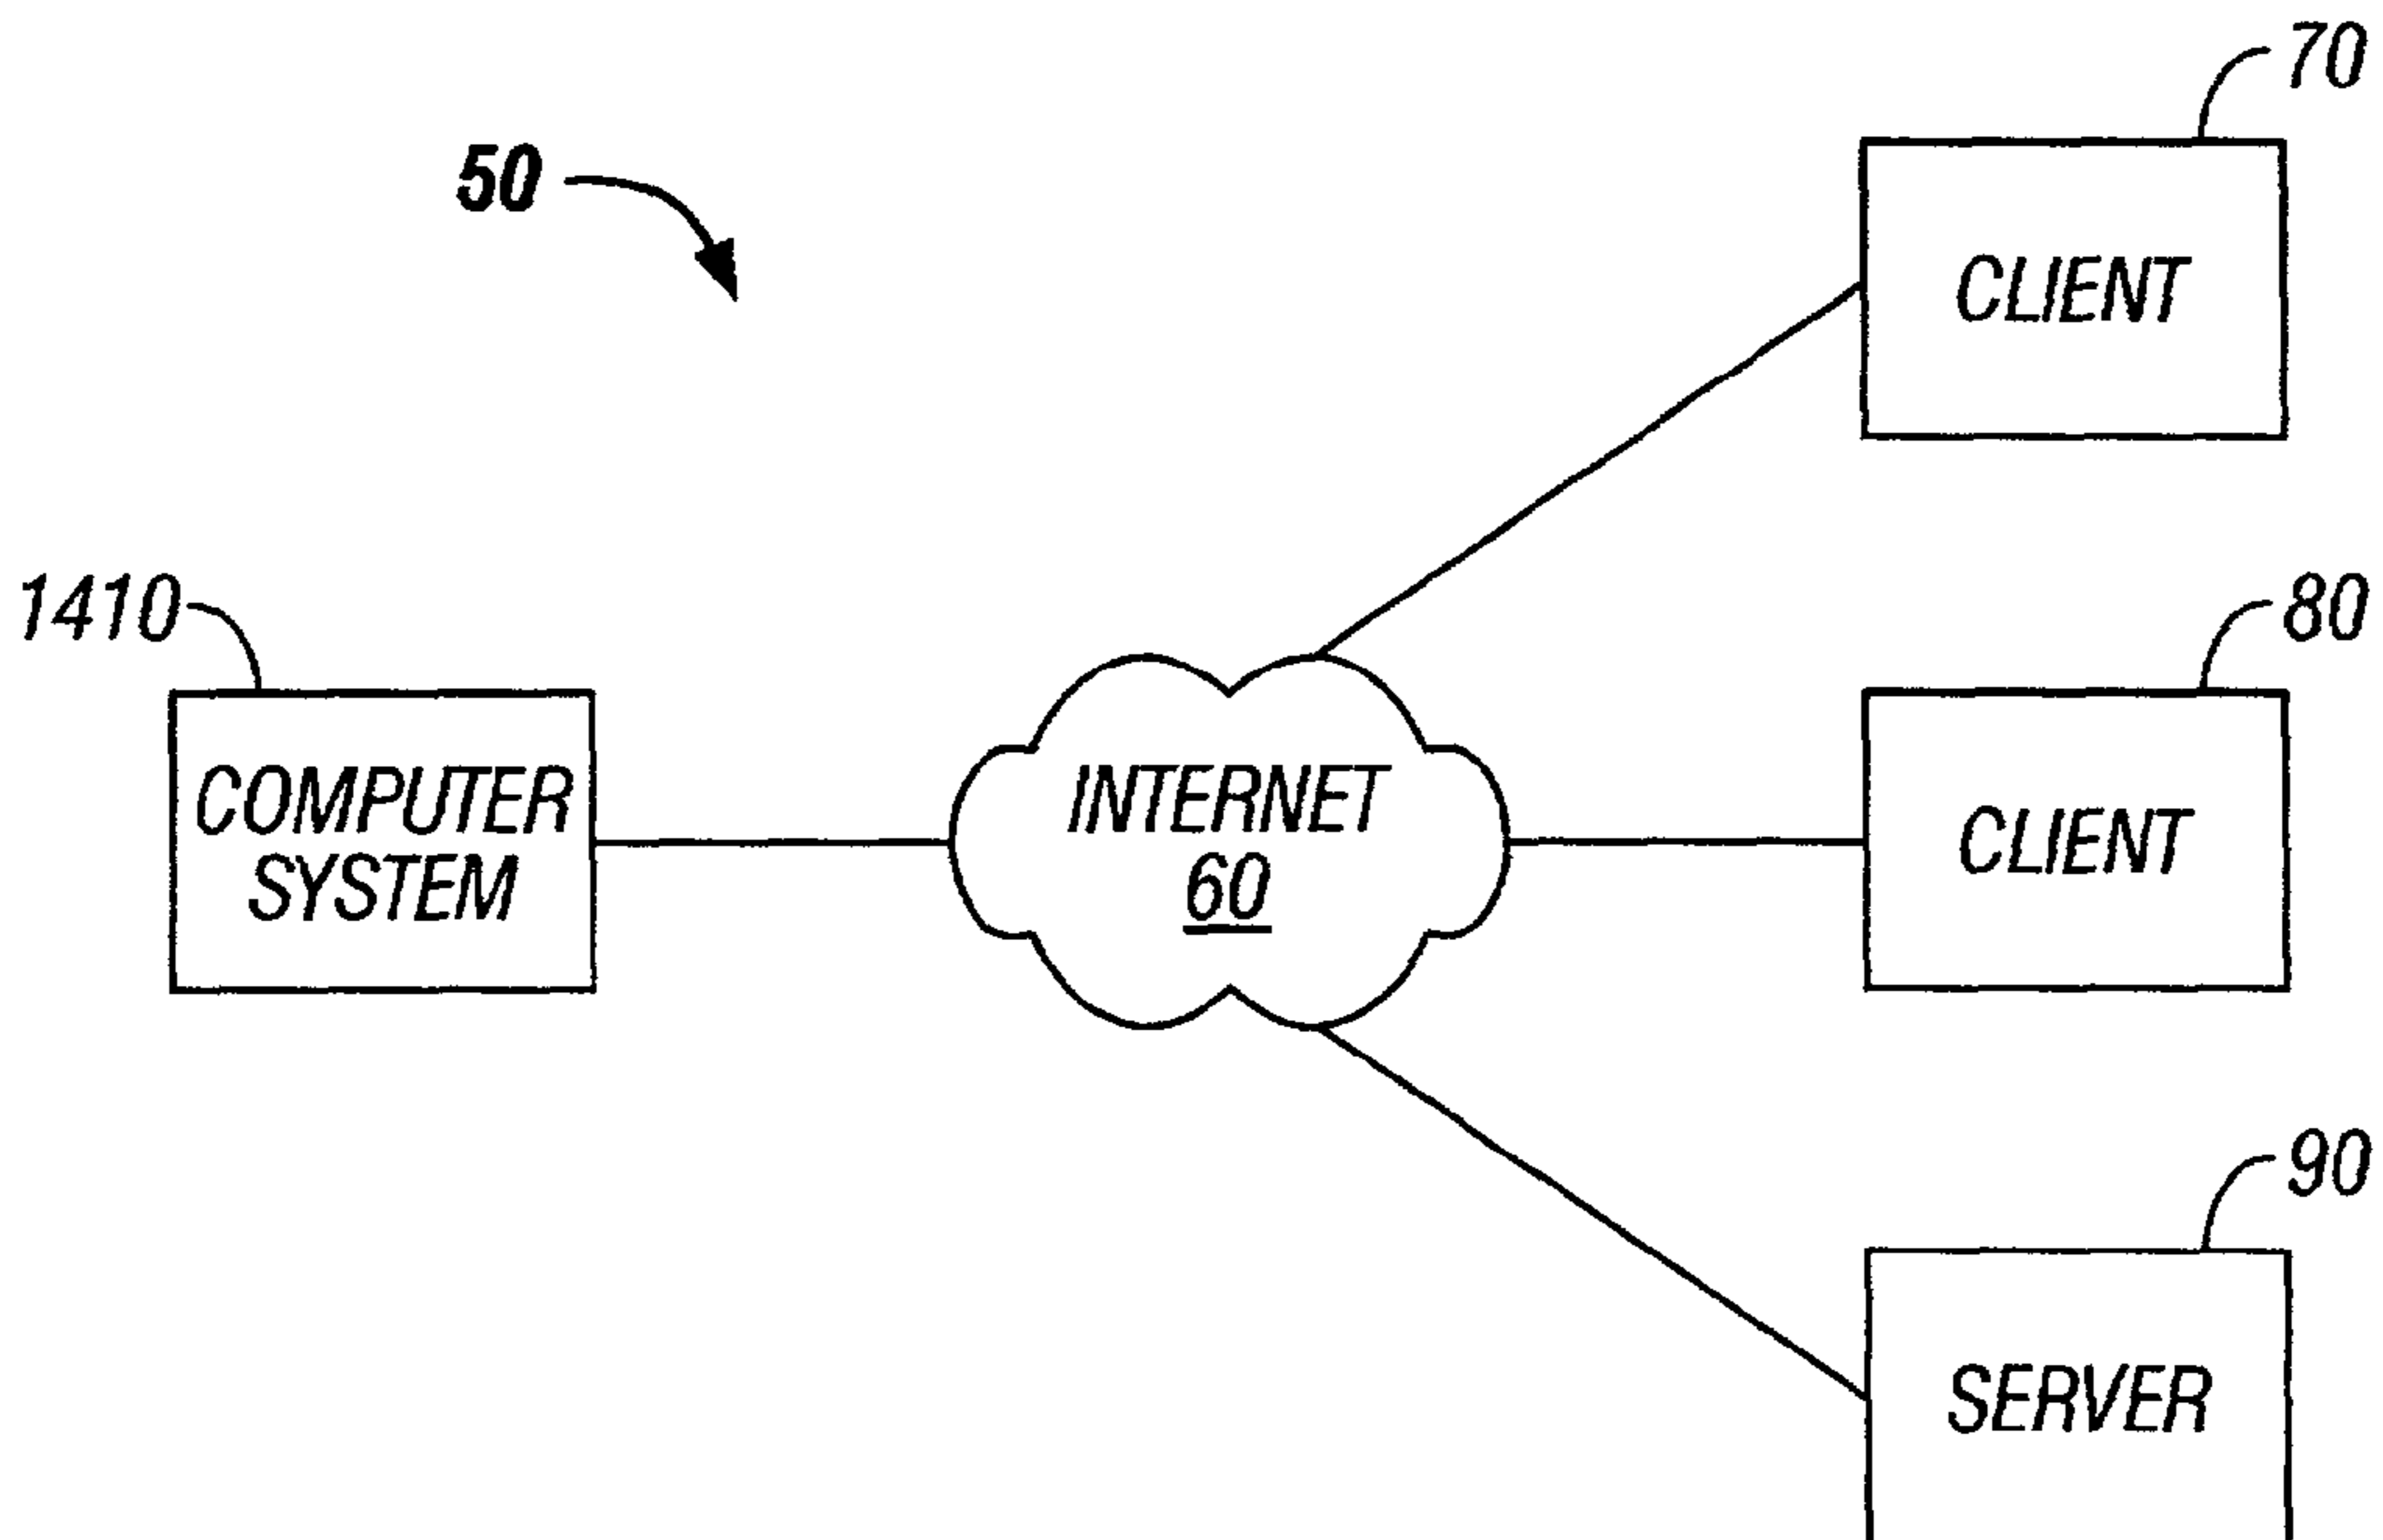 70
50
CLIENT
1410
80
COMPUTER
SYSTEM
INTERNET
60
CLIENT
90
SERVER